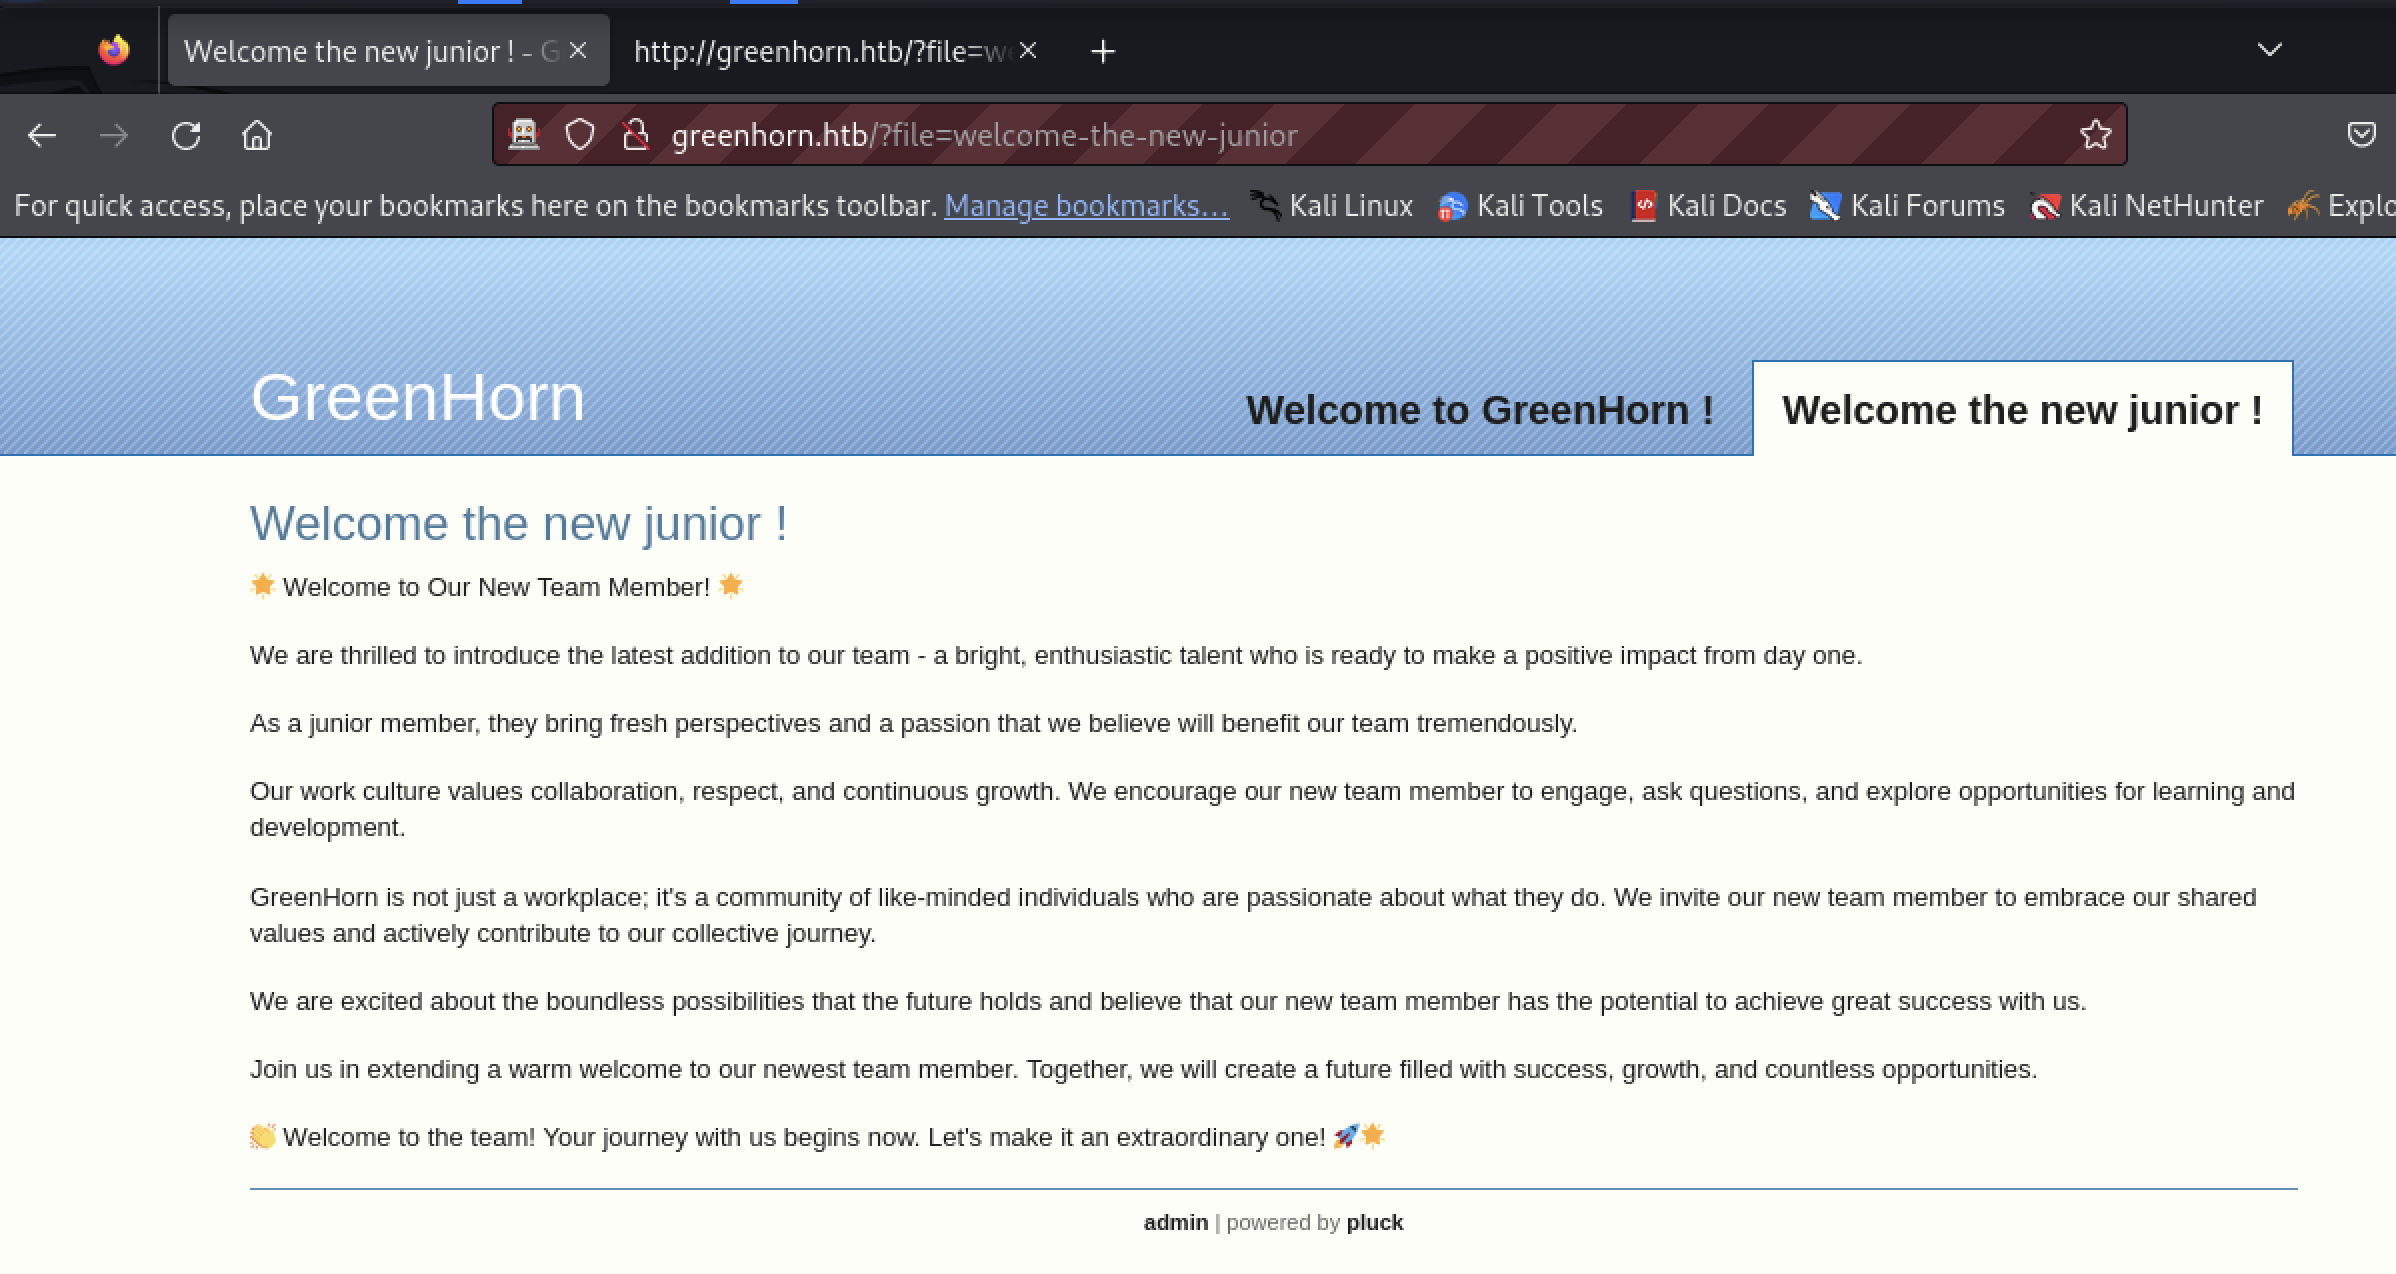 Welcome the new junior ! - G
http://greenhorn.htb/?file=we
greenhorn.htb/?file=welcome-the-new-junior
For quick access, place your bookmarks here on the bookmarks toolbar. Manage bookmarks... Kali Linux Kali Tools Kali Docs Kali Forums Kali NetHunter Explo
GreenHorn
Welcome to GreenHorn ! Welcome the new junior !
Welcome the new junior !
🌟 Welcome to Our New Team Member! 🌟
We are thrilled to introduce the latest addition to our team - a bright, enthusiastic talent who is ready to make a positive impact from day one.
As a junior member, they bring fresh perspectives and a passion that we believe will benefit our team tremendously.
Our work culture values collaboration, respect, and continuous growth. We encourage our new team member to engage, ask questions, and explore opportunities for learning and
development.
GreenHorn is not just a workplace; it's a community of like-minded individuals who are passionate about what they do. We invite our new team member to embrace our shared
values and actively contribute to our collective journey.
We are excited about the boundless possibilities that the future holds and believe that our new team member has the potential to achieve great success with us.
Join us in extending a warm welcome to our newest team member. Together, we will create a future filled with success, growth, and countless opportunities.
👏 Welcome to the team! Your journey with us begins now. Let's make it an extraordinary one! 🚀🌟
admin | powered by pluck